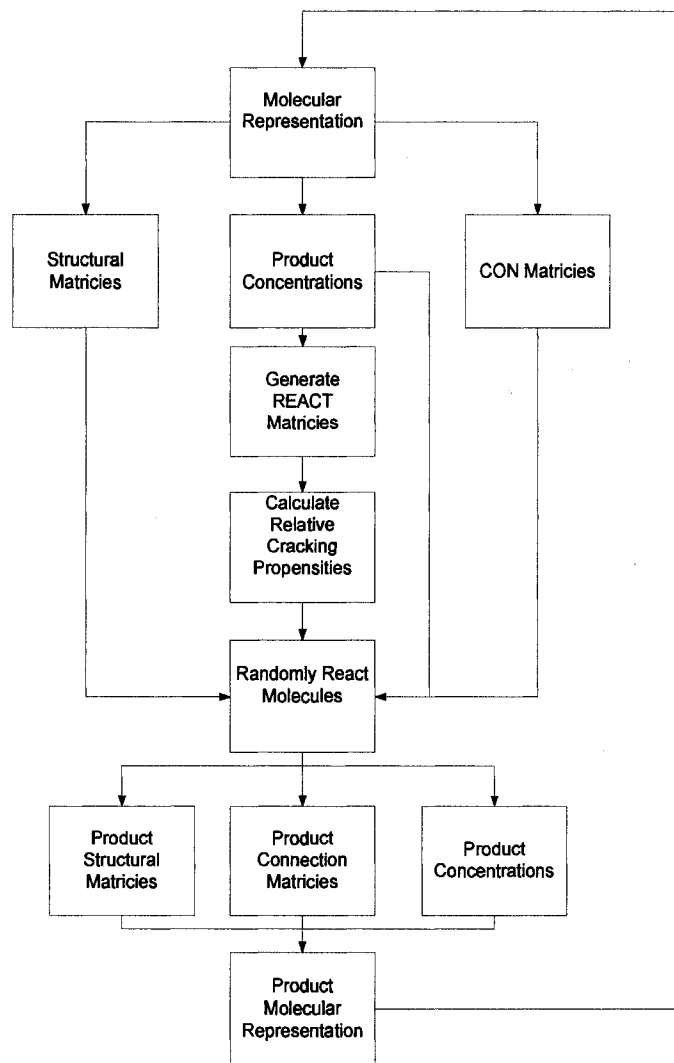 Molecular
Representation
Structural
Matricies
Product
Concentrations
CON Matricies
Generate
REACT
Matricies
Calculate
Relative
Cracking
Propensities
Randomly React
Molecules
Product
Structural
Matricies
Product
Connection
Matricies
Product
Concentrations
Product
Molecular
Representation